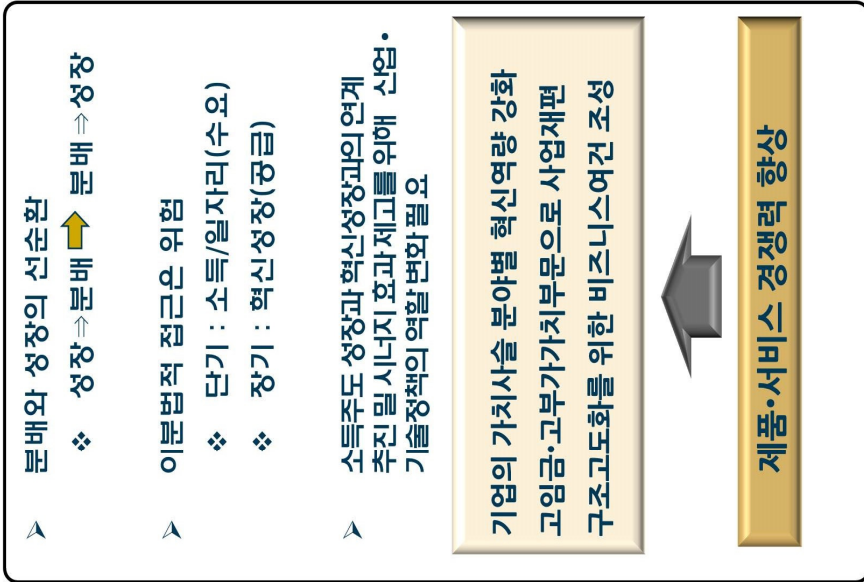 ➢ 분배와 성장의 선순환
❖ 성장⇒분배 ➡ 분배⇒성장
➢ 이분법적 접근은 위험
❖ 단기 : 소득/일자리(수요)
❖ 장기 : 혁신성장(공급)
➢ 소득주도 성장과 혁신성장과의 연계
추진 및 시너지 효과 제고를 위해 산업•
기술정책의 역할 변화 필요
기업의 가치사슬 분야별 혁신역량 강화
고임금•고부가가치부문으로 사업재편
구조고도화를 위한 비즈니스여건 조성
제품•서비스 경쟁력 향상